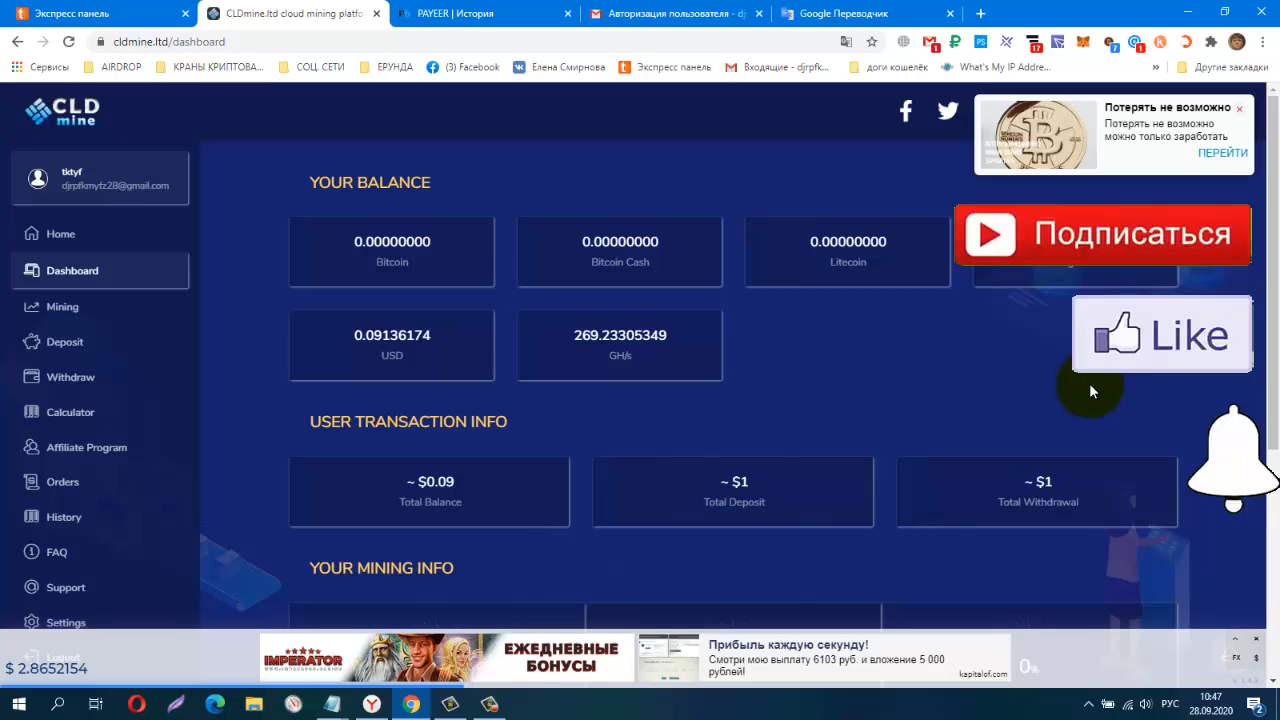 Экспресс панель
CLDmine.ltd cloud mining platfo
PAYEER | История
Авторизация пользователя - dj
Google Переводчик
cldmine.ltd/dashboard
Сервисы
AIRDROP
КРАНЫ КРИПТОВА...
СОЦ. СЕТИ
ЕРУНДА
(3) Facebook
Елена Смирнова
Экспресс панель
Входящие - djrpfk...
доги кошелёк
What's My IP Addre...
»
Другие закладки
CLD
mine
Потерять не возможно
Потерять не возможно
можно только заработать
ПЕРЕЙТИ
tktyf
djrpfkmyfz28@gmail.com
YOUR BALANCE
0.00000000
Bitcoin
0.00000000
Bitcoin Cash
0.00000000
Litecoin
Подписаться
Like
0.09136174
USD
269.23305349
GH/s
Home
Dashboard
Mining
Deposit
Withdraw
Calculator
Affiliate Program
Orders
History
FAQ
Support
Settings
Logout
USER TRANSACTION INFO
~ $0.09
Total Balance
~ $1
Total Deposit
~ $1
Total Withdrawal
YOUR MINING INFO
$ 2.8652154
IMPERATOR
ЕЖЕДНЕВНЫЕ
БОНУСЫ
Прибыль каждую секунду!
Смотри мою выплату 6103 руб. и вложение 5 000
рублей!
kapitalof.com
0%
FX
$
РУС
10:47
28.09.2020